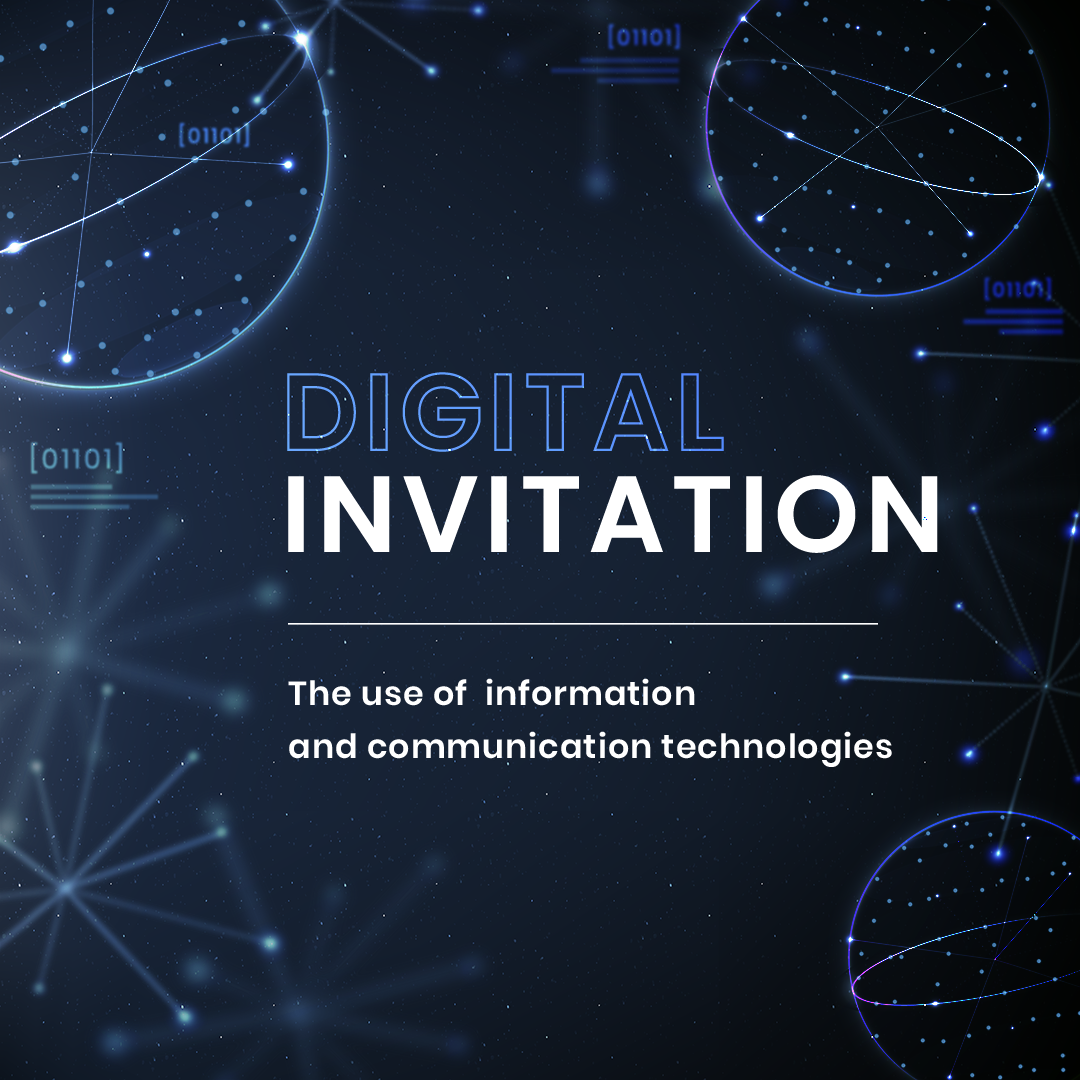 [01101]
[01101]
[01101]
DIGITAL
INVITATION
[01101]
The use of  information
and communication technologies